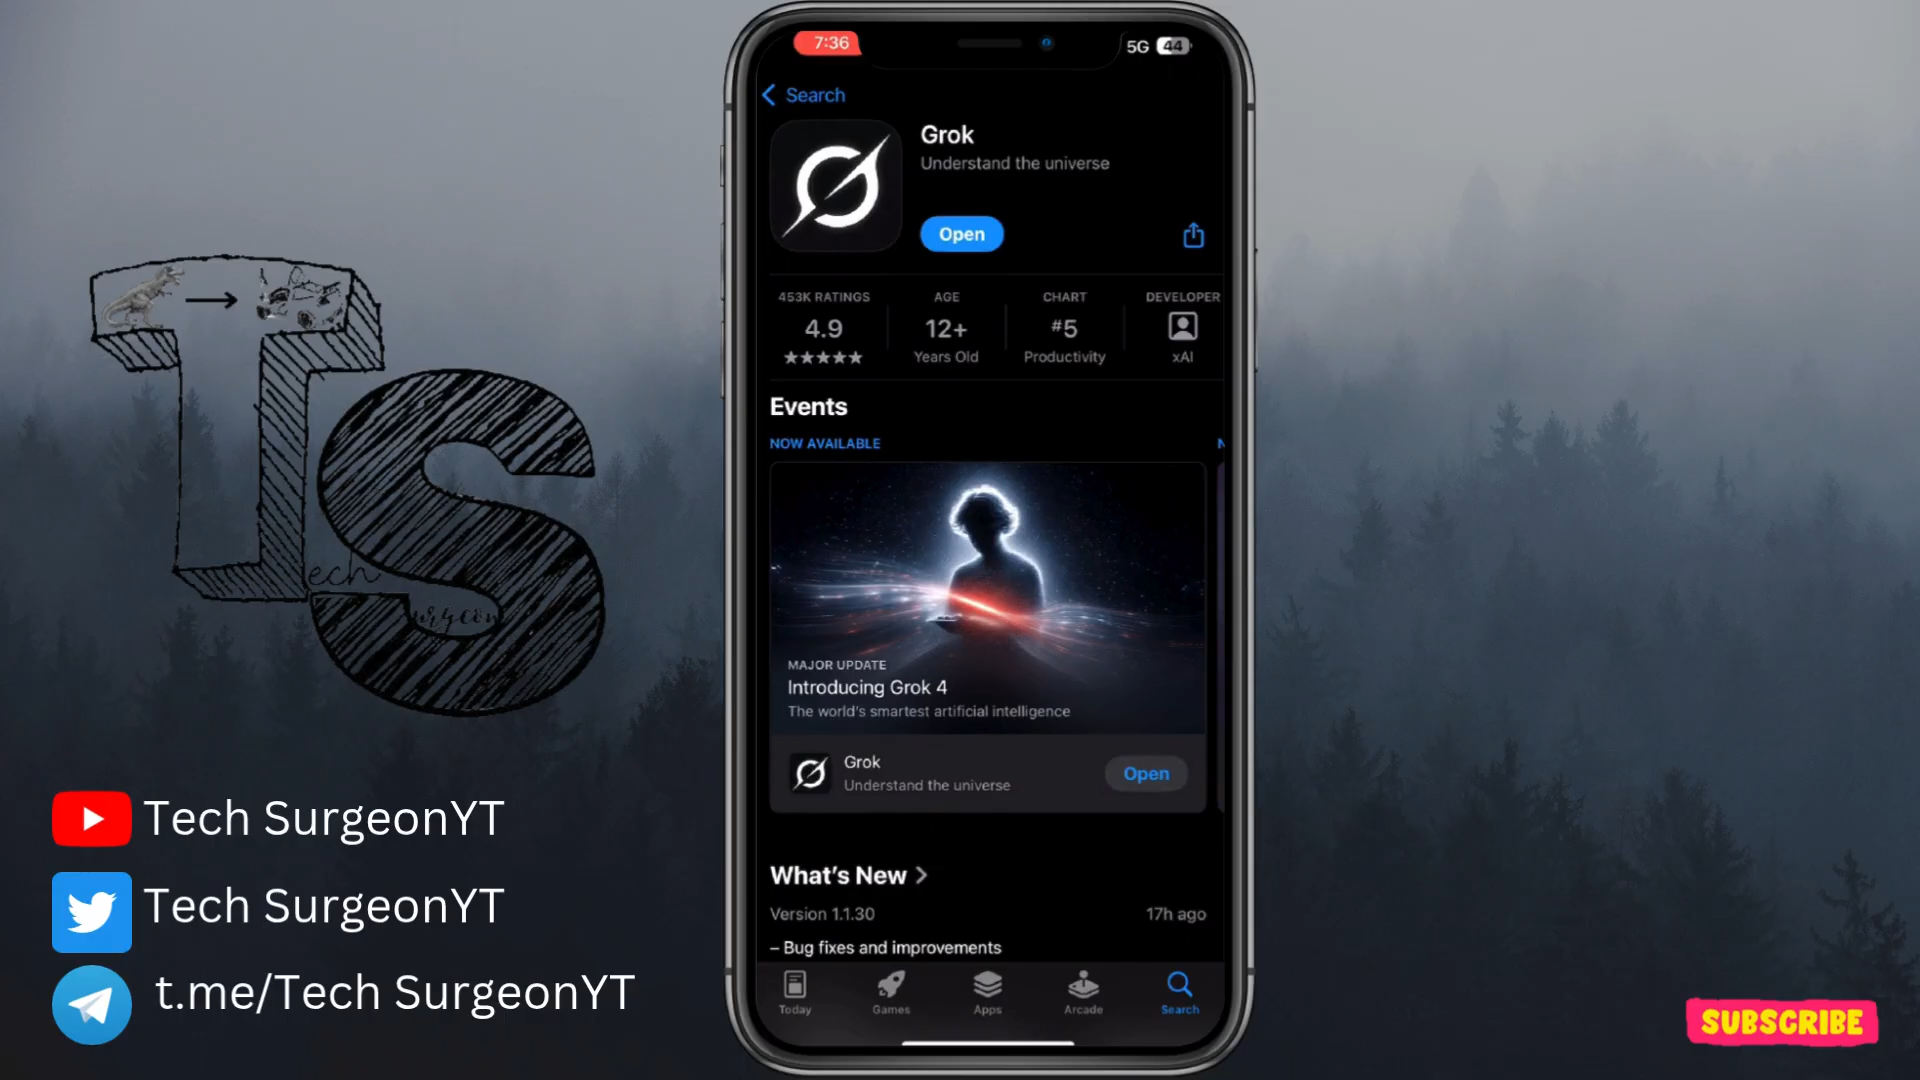 7:36
5G 44
Search
Grok
Understand the universe
Open
453K RATINGS
4.9
AGE
12+
Years Old
CHART
#5
Productivity
DEVELOPER
xAI
Events
NOW AVAILABLE
N
MAJOR UPDATE
Introducing Grok 4
The world's smartest artificial intelligence
Grok
Understand the universe
Open
What's New
Version 1.1.30
17h ago
– Bug fixes and improvements
Today
Games
Apps
Arcade
Search
TS
ech
urgeon
Tech SurgeonYT
Tech SurgeonYT
t.me/Tech SurgeonYT
SUBSCRIBE